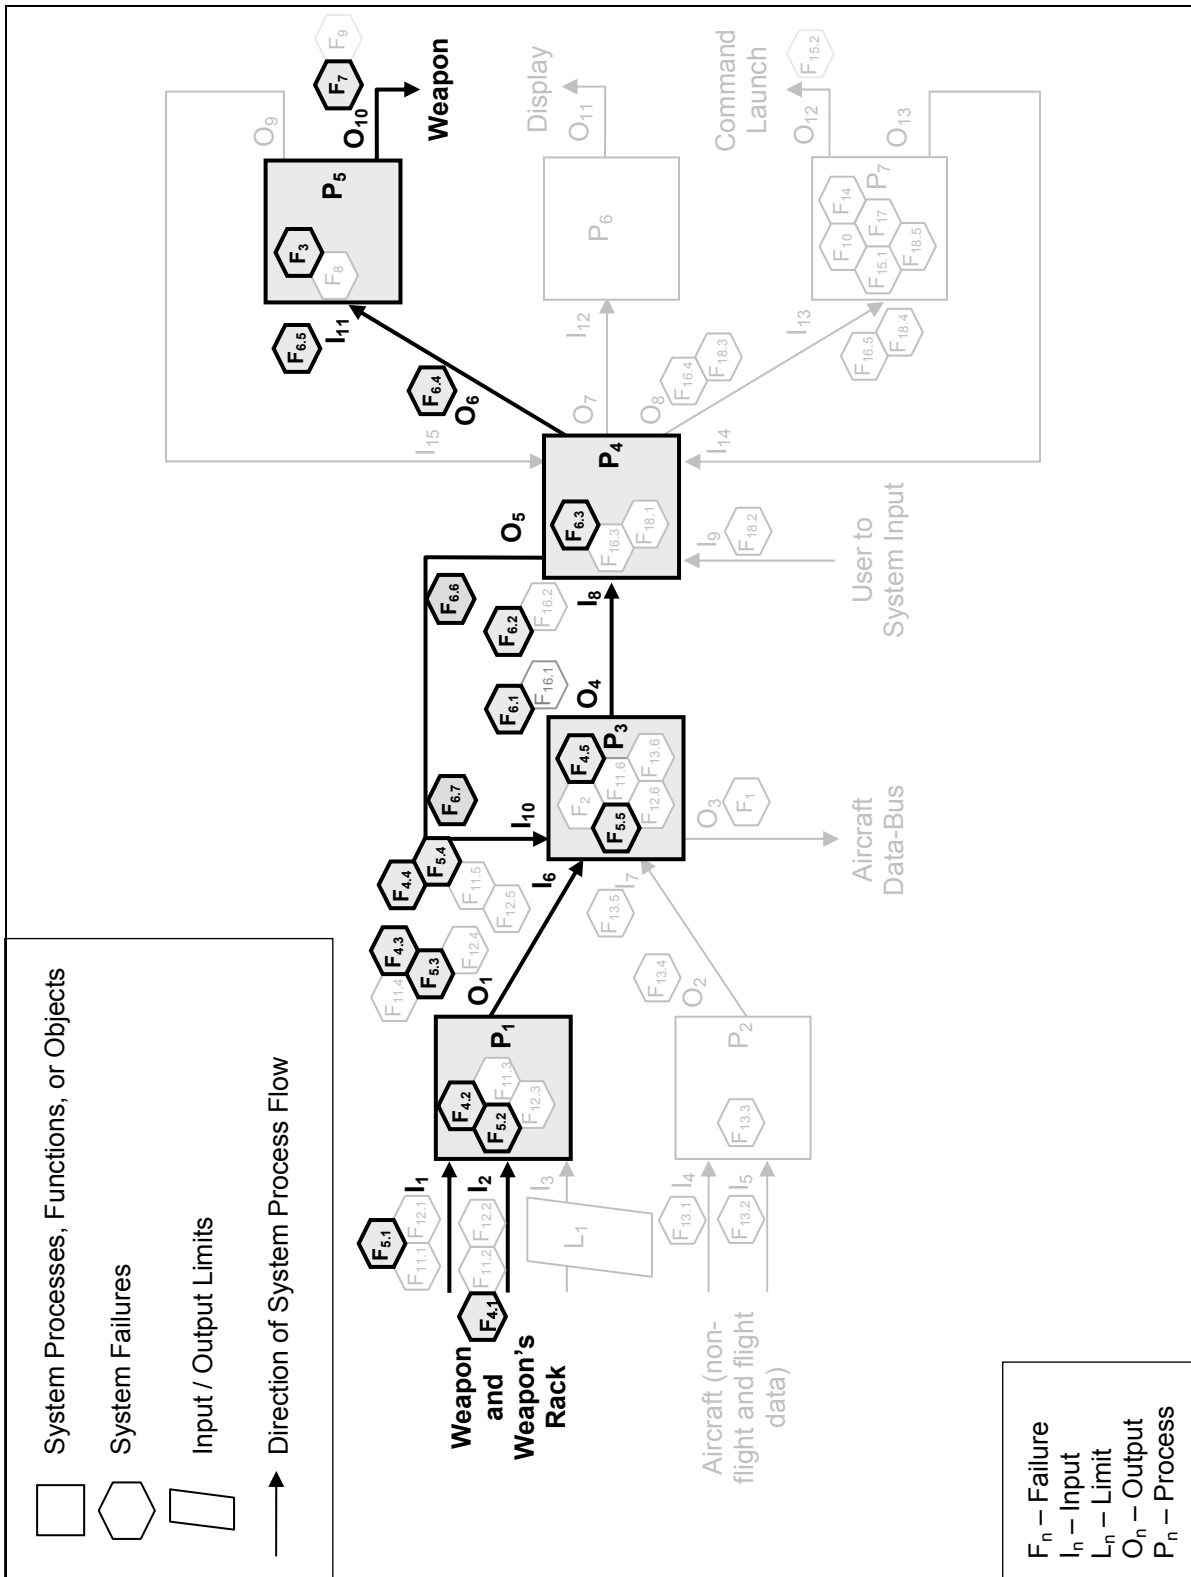 System Processes, Functions, or Objects
System Failures
Input / Output Limits
Direction of System Process Flow
O₉
F₉
F₇
O₁₀
Weapon
P₅
F₃
F₈
I₁₁
F₆.₅
F₆.₄
O₆
I₁₅
Display
O₁₁
P₆
I₁₂
O₇
Command
Launch
F₁₅.₂
O₁₂
O₁₃
P₇
F₁₄
F₁₀
F₁₇
F₁₅.₁
F₁₈.₅
I₁₃
F₁₆.₅
F₁₈.₄
F₁₆.₄
F₁₈.₃
O₈
I₁₄
P₄
F₆.₃
F₁₆.₃
F₁₈.₁
O₅
F₆.₆
F₆.₇
I₁₀
I₈
F₆.₂
F₁₆.₂
F₆.₁
F₁₆.₁
O₄
I₉
F₁₈.₂
User to
System Input
P₃
F₄.₅
F₂
F₁₁.₆
F₁₃.₆
F₅.₅
F₁₂.₆
O₃
F₁
Aircraft
Data-Bus
F₄.₄
F₅.₄
F₁₁.₅
F₁₂.₅
I₆
F₄.₃
F₅.₃
F₁₁.₄
F₁₂.₄
O₁
I₇
F₁₃.₅
F₁₃.₄
O₂
P₁
F₄.₂
F₅.₂
F₁₁.₃
F₁₂.₃
P₂
F₁₃.₃
I₁
F₅.₁
F₁₁.₁
F₁₂.₁
I₂
F₄.₁
F₁₁.₂
F₁₂.₂
I₃
L₁
Weapon
and
Weapon's
Rack
I₄
F₁₃.₁
I₅
F₁₃.₂
Aircraft (non-
flight and flight
data)
Fₙ – Failure
Iₙ – Input
Lₙ – Limit
Oₙ – Output
Pₙ – Process